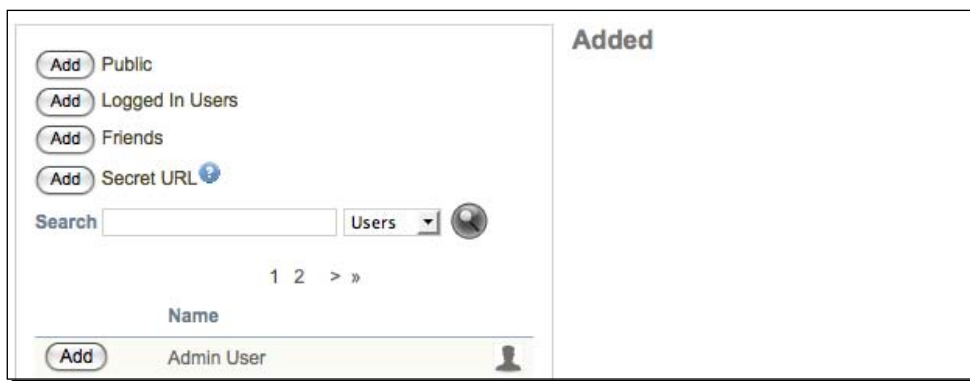 Add Public
Add Logged In Users
Add Friends
Add Secret URL ?
Search Users
1 2 > »
Name
Add Admin User
Added